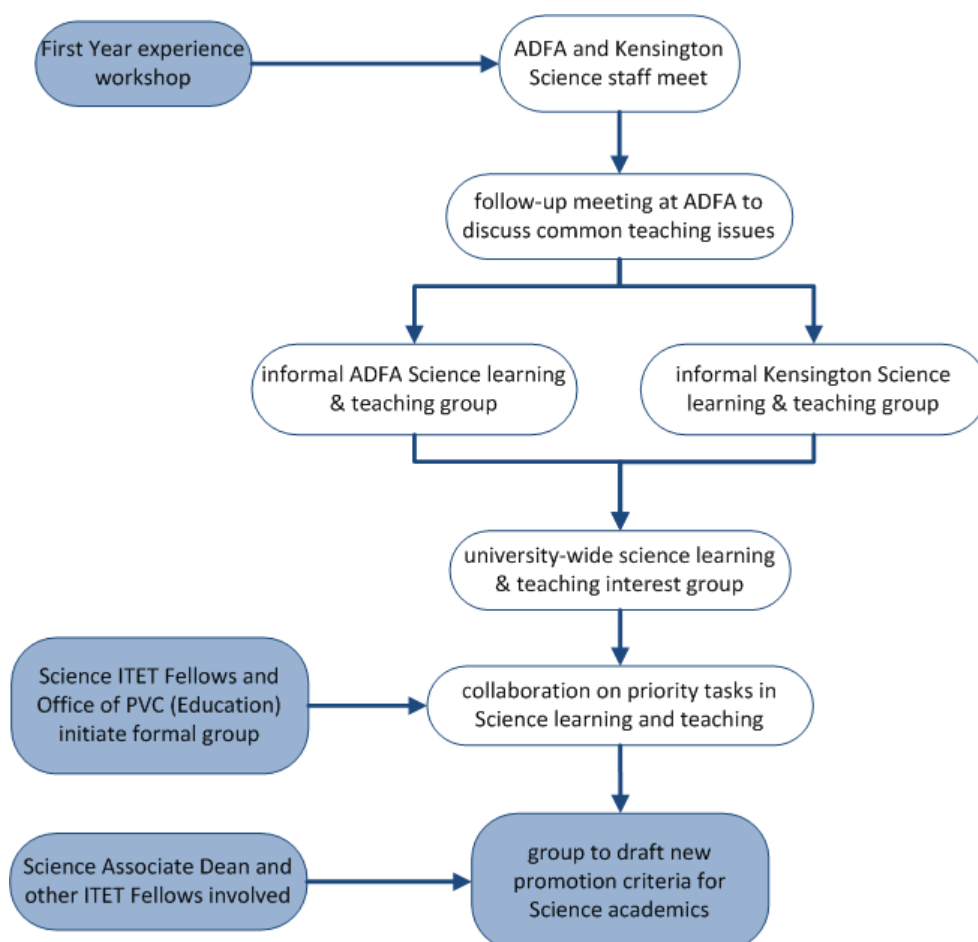 First Year experience
workshop
ADFA and Kensington
Science staff meet
follow-up meeting at ADFA to
discuss common teaching issues
informal ADFA Science learning
& teaching group
informal Kensington Science
learning & teaching group
university-wide science learning
& teaching interest group
Science ITET Fellows and
Office of PVC (Education)
initiate formal group
collaboration on priority tasks in
Science learning and teaching
Science Associate Dean and
other ITET Fellows involved
group to draft new
promotion criteria for
Science academics